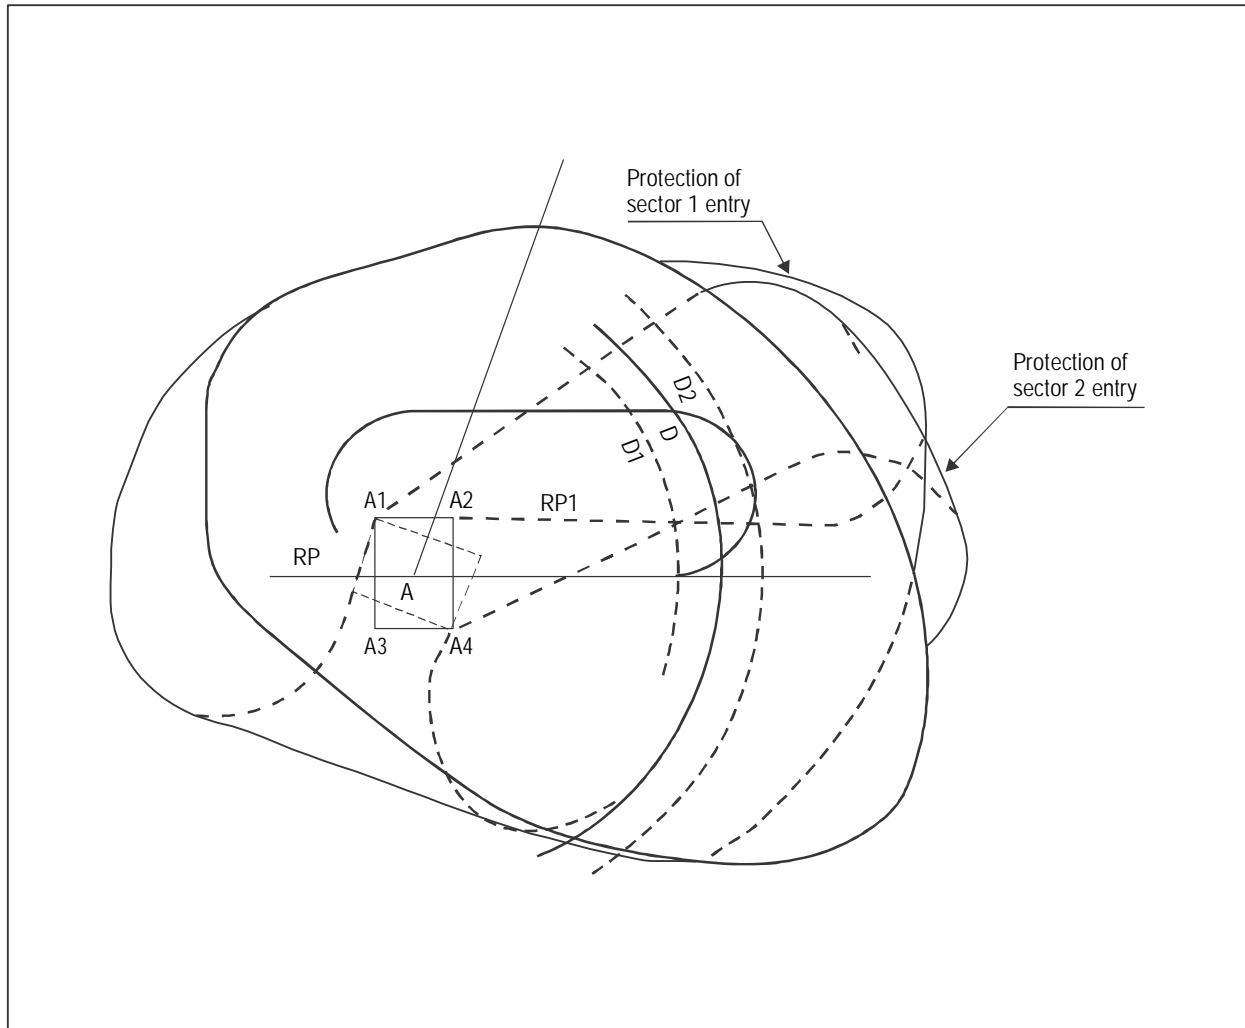 Protection of
sector 1 entry
Protection of
sector 2 entry
D2
D
D1
A1
A2
RP1
RP
A
A3
A4